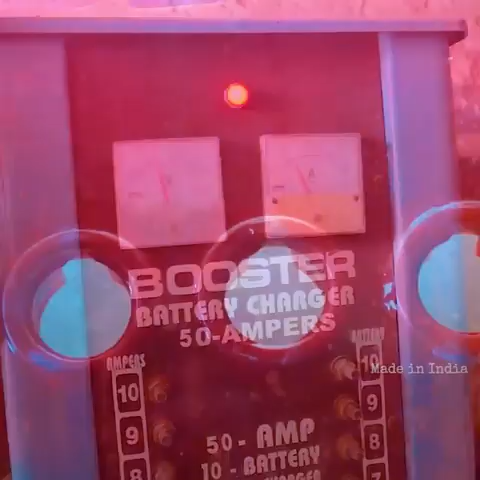 BOOSTER
BATTERY CHARGER
50-AMPERS
AMPERS
10
9
8
BATTERY
10
9
8
7
Made in India
50 - AMP
10 - BATTERY
CHARGER